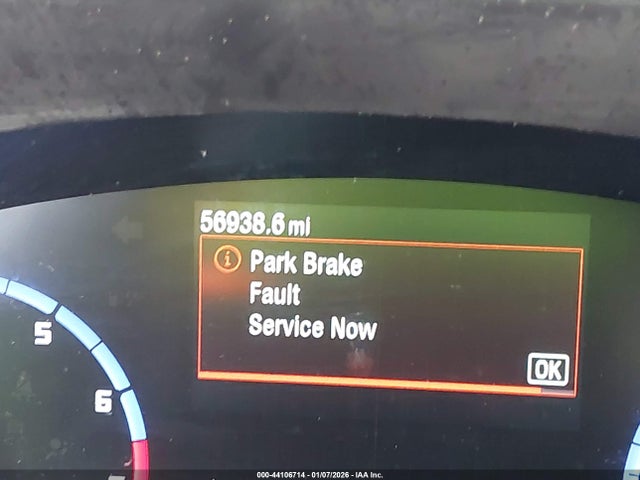 56938.6 mi
Park Brake
Fault
Service Now
OK
5
6
000-44106714 - 01/07/2026 - IAA Inc.